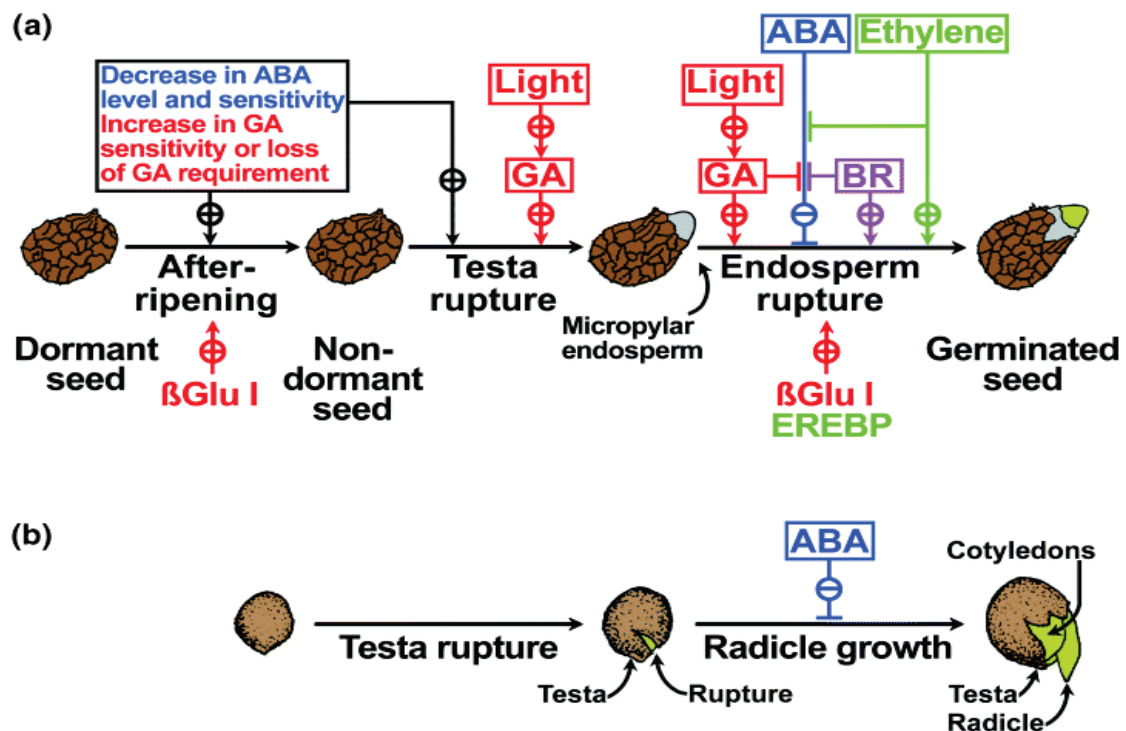 (a)
ABA
Ethylene
Decrease in ABA
level and sensitivity
Increase in GA
sensitivity or loss
of GA requirement
Light
Light
GA
GA
BR
After-
ripening
Testa
rupture
Endosperm
rupture
Micropylar
endosperm
Dormant
seed
ßGlu I
Non-
dormant
seed
ßGlu I
EREBP
Germinated
seed
(b)
ABA
Cotyledons
Testa rupture
Radicle growth
Testa
Rupture
Testa
Radicle